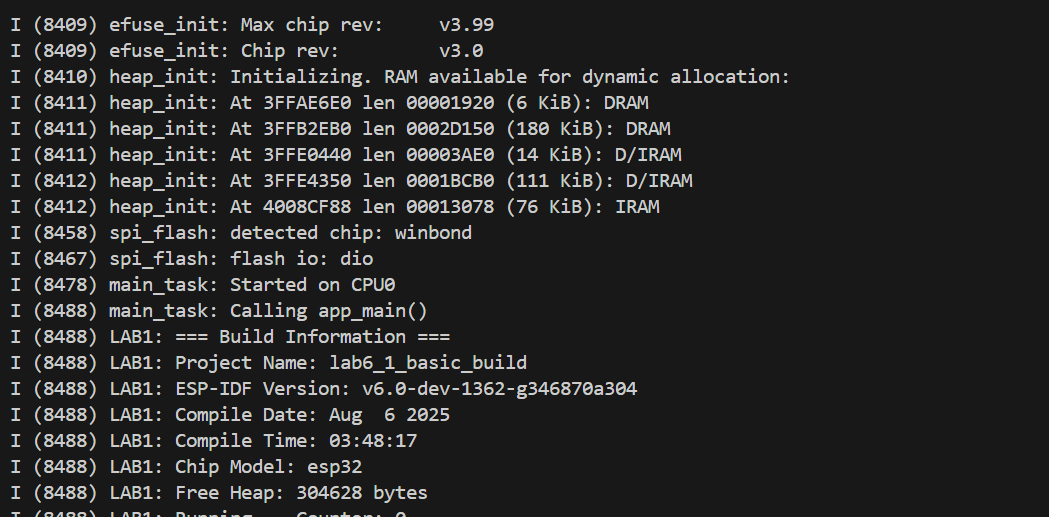 I (8409) efuse_init: Max chip rev:     v3.99
I (8409) efuse_init: Chip rev:         v3.0
I (8410) heap_init: Initializing. RAM available for dynamic allocation:
I (8411) heap_init: At 3FFAE6E0 len 00001920 (6 KiB): DRAM
I (8411) heap_init: At 3FFB2EB0 len 0002D150 (180 KiB): DRAM
I (8411) heap_init: At 3FFE0440 len 00003AE0 (14 KiB): D/IRAM
I (8412) heap_init: At 3FFE4350 len 0001BCB0 (111 KiB): D/IRAM
I (8412) heap_init: At 4008CF88 len 00013078 (76 KiB): IRAM
I (8458) spi_flash: detected chip: winbond
I (8467) spi_flash: flash io: dio
I (8478) main_task: Started on CPU0
I (8488) main_task: Calling app_main()
I (8488) LAB1: === Build Information ===
I (8488) LAB1: Project Name: lab6_1_basic_build
I (8488) LAB1: ESP-IDF Version: v6.0-dev-1362-g346870a304
I (8488) LAB1: Compile Date: Aug  6 2025
I (8488) LAB1: Compile Time: 03:48:17
I (8488) LAB1: Chip Model: esp32
I (8488) LAB1: Free Heap: 304628 bytes
I (8488) LAB1: Running